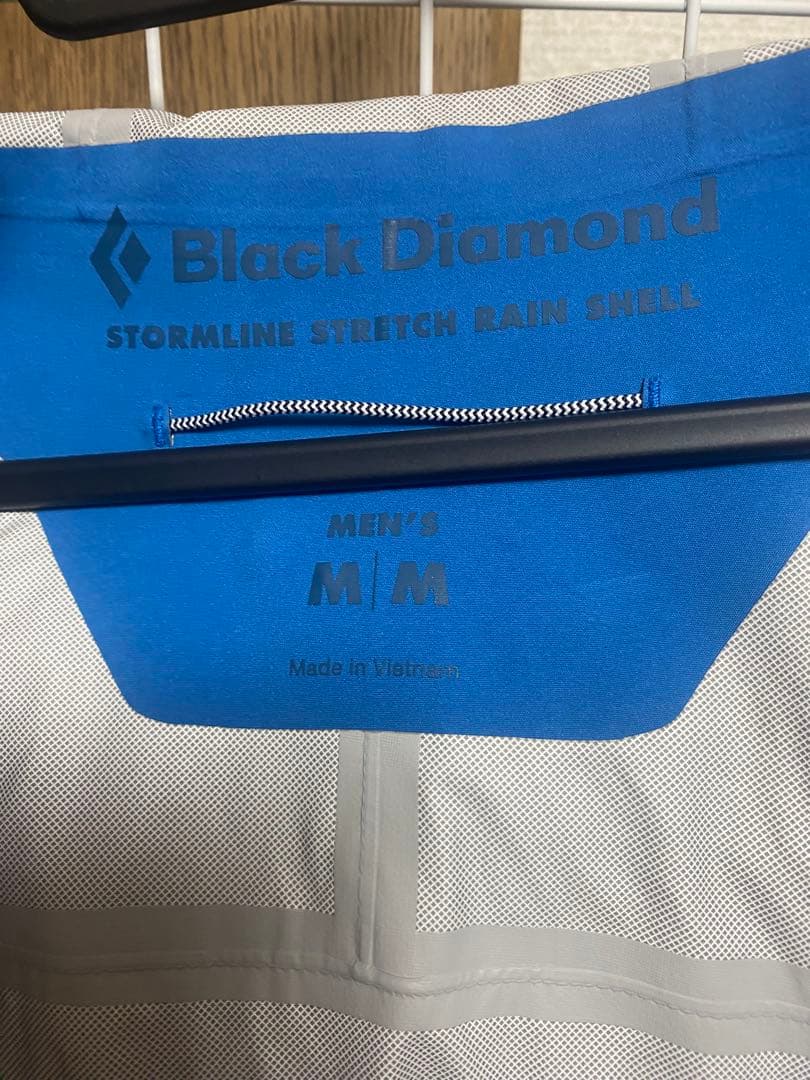 Black Diamond
STORMLINE STRETCH RAIN SHELL
MEN'S
M|M
Made in Vietnam